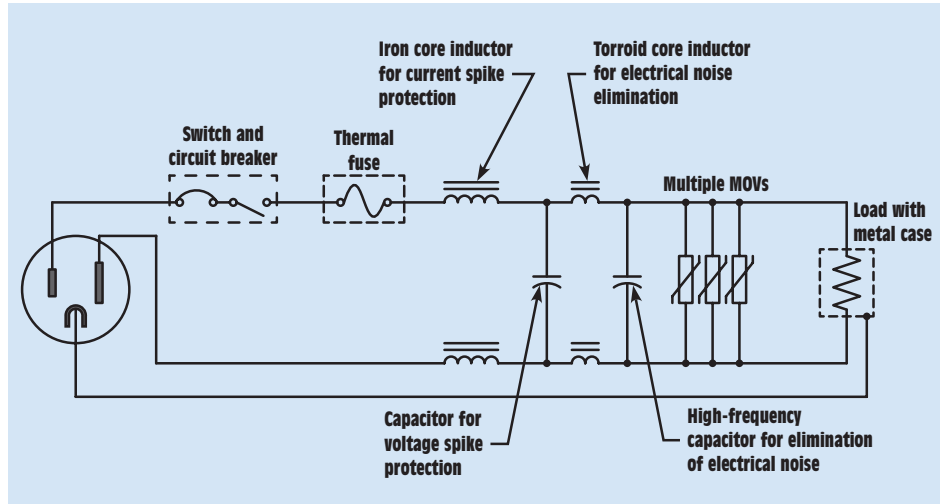 Iron core inductor
for current spike
protection
Torroid core inductor
for electrical noise
elimination
Switch and
circuit breaker
Thermal
fuse
Multiple MOVs
Load with
metal case
Capacitor for
voltage spike
protection
High-frequency
capacitor for elimination
of electrical noise